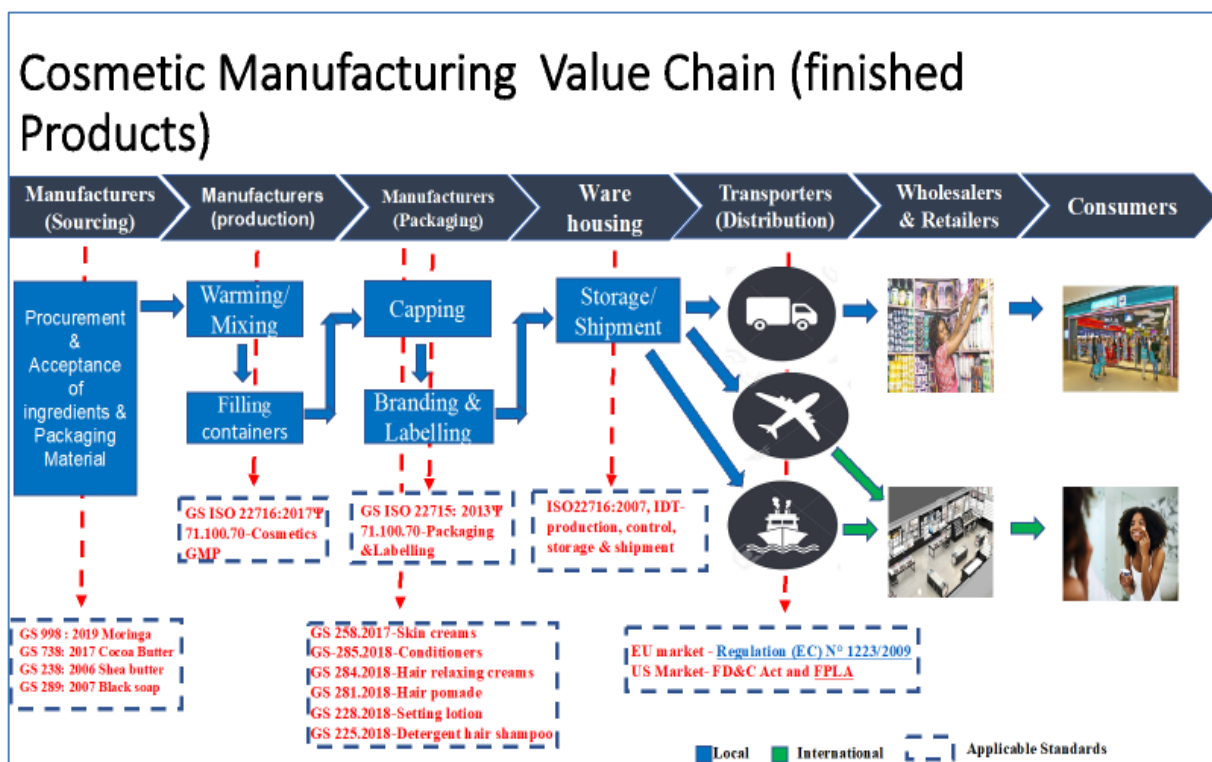 Cosmetic Manufacturing Value Chain (finished
Products)
Manufacturers
(Sourcing)
Manufacturers
(production)
Manufacturers
(Packaging)
Ware
housing
Transporters
(Distribution)
Wholesalers
& Retailers
Consumers
Procurement
&
Acceptance
of
ingredients &
Packaging
Material
Warming/
Mixing
Filling
containers
Capping
Branding &
Labelling
Storage/
Shipment
GS ISO 22716:2017Ψ
71.100.70-Cosmetics
GMP
GS ISO 22715: 2013Ψ
71.100.70-Packaging
&Labelling
ISO22716:2007, IDT-
production, control,
storage & shipment
GS 998 : 2019 Moringa
GS 738: 2017 Cocoa Butter
GS 238: 2006 Shea butter
GS 289: 2007 Black soap
GS 258.2017-Skin creams
GS-285.2018-Conditioners
GS 284.2018-Hair relaxing creams
GS 281.2018-Hair pomade
GS 228.2018-Setting lotion
GS 225.2018-Detergent hair shampoo
EU market - Regulation (EC) N° 1223/2009
US Market- FD&C Act and FPLA
Local
International
Applicable Standards